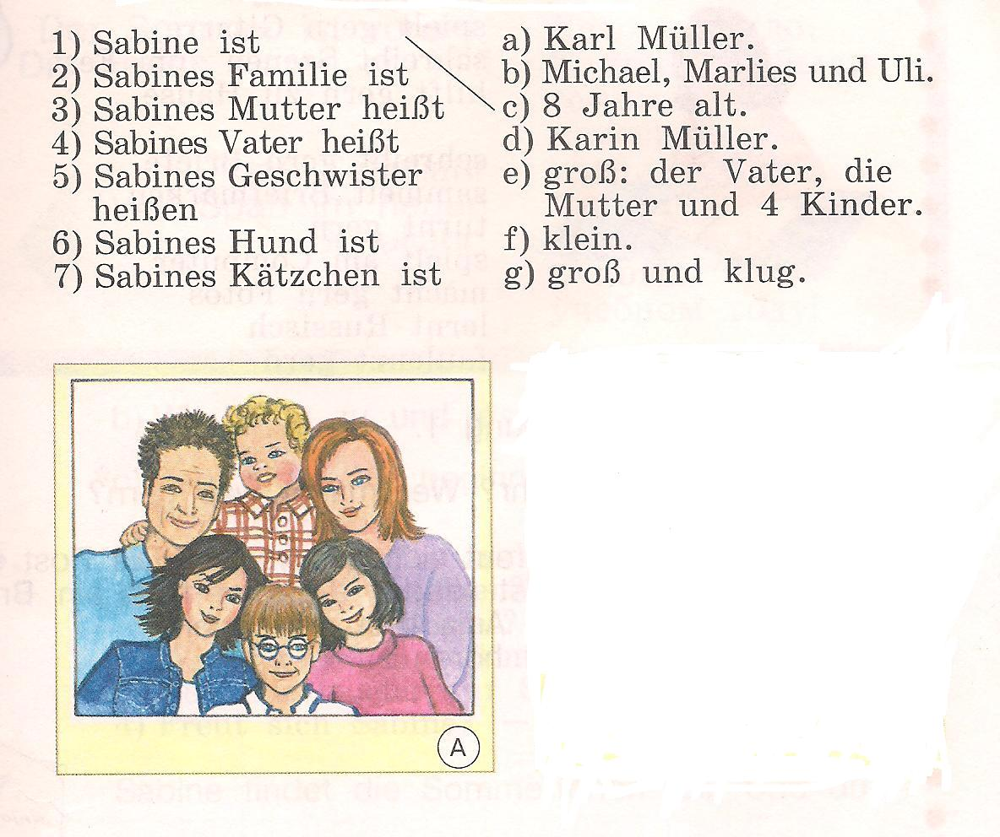 1) Sabine ist
2) Sabines Familie ist
3) Sabines Mutter heißt
4) Sabines Vater heißt
5) Sabines Geschwister
heißen
6) Sabines Hund ist
7) Sabines Kätzchen ist
a) Karl Müller.
b) Michael, Marlies und Uli.
c) 8 Jahre alt.
d) Karin Müller.
e) groß: der Vater, die
Mutter und 4 Kinder.
f) klein.
g) groß und klug.
A